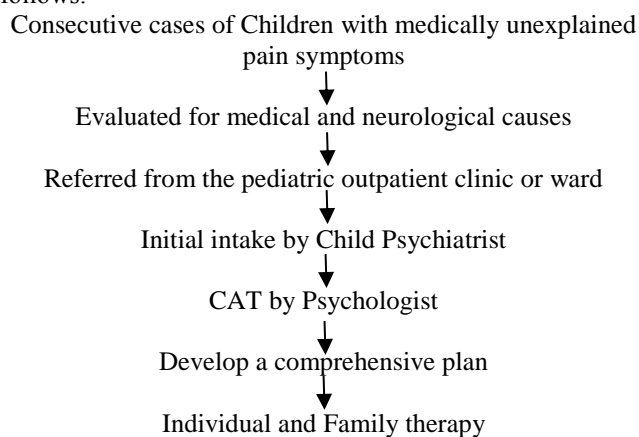 follows:
Consecutive cases of Children with medically unexplained
pain symptoms
Evaluated for medical and neurological causes
Referred from the pediatric outpatient clinic or ward
Initial intake by Child Psychiatrist
CAT by Psychologist
Develop a comprehensive plan
Individual and Family therapy